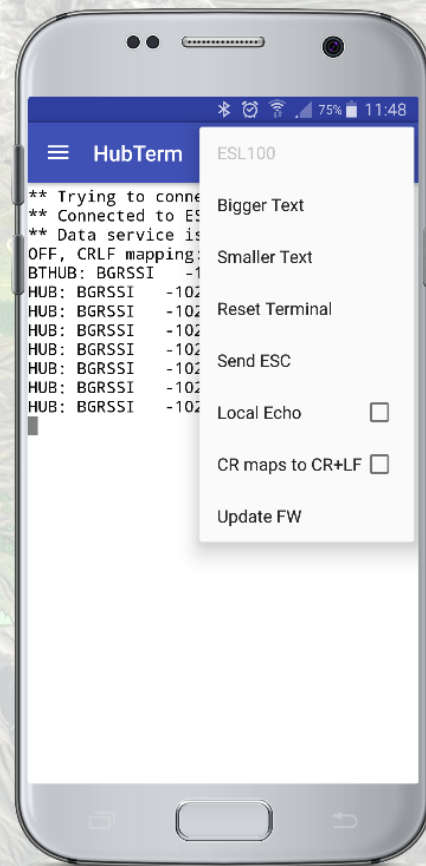 75% 11:48
HubTerm
ESL100
Bigger Text
Smaller Text
Reset Terminal
Send ESC
Local Echo
CR maps to CR+LF
Update FW
** Trying to conne
** Connected to ES
** Data service is
OFF, CRLF mapping:
BTHUB: BGRSSI -1
HUB: BGRSSI -102
HUB: BGRSSI -102
HUB: BGRSSI -102
HUB: BGRSSI -102
HUB: BGRSSI -102
HUB: BGRSSI -102
HUB: BGRSSI -102